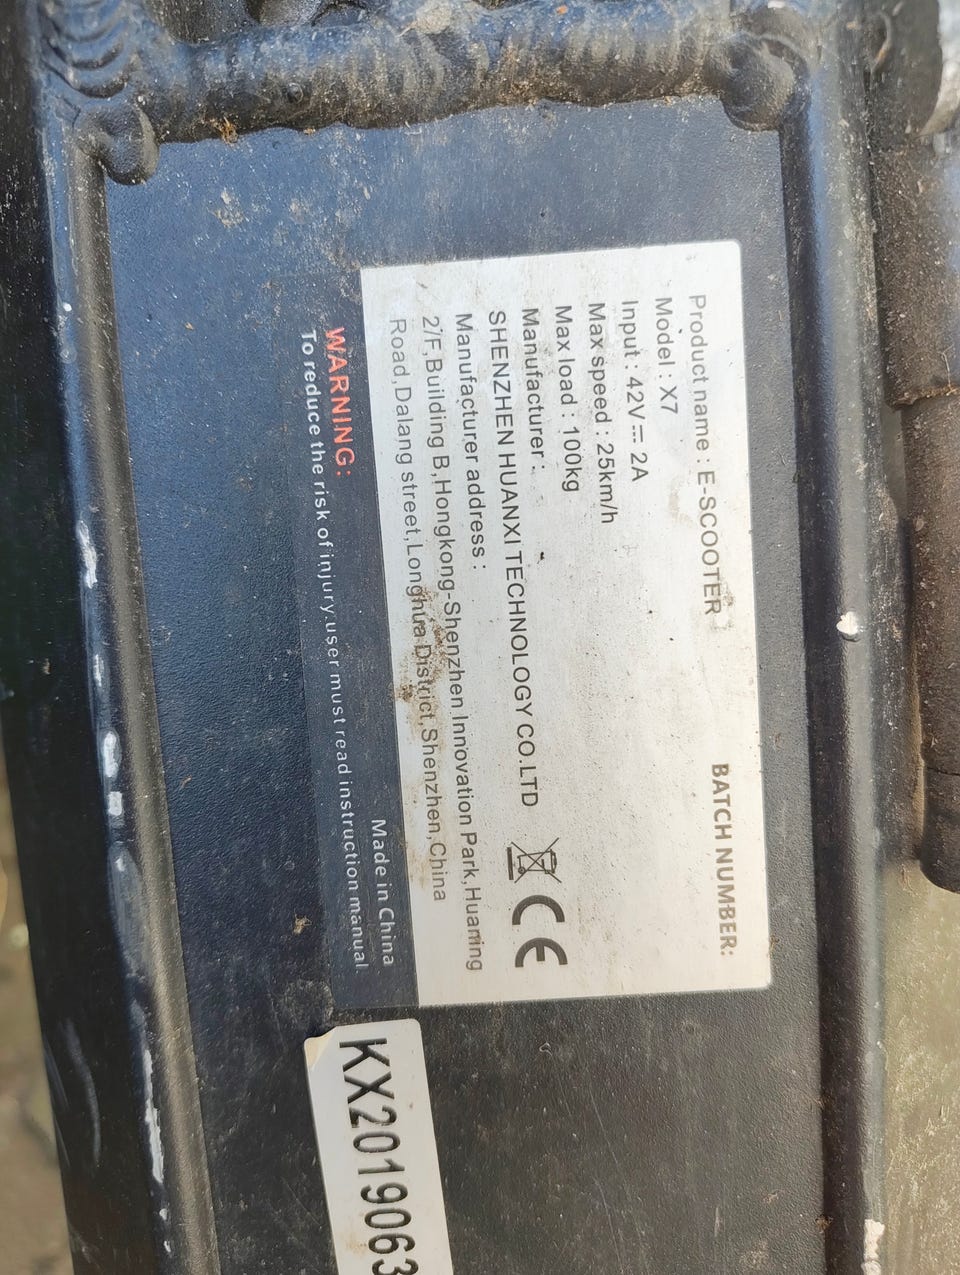 Product name : E-SCOOTER
BATCH NUMBER:
Model : X7
Input : 42V⎓ 2A
Max speed : 25km/h
Max load : 100kg
Manufacturer :
SHENZHEN HUANXI TECHNOLOGY CO.LTD
CE
Manufacturer address :
2/F,Building B,Hongkong-Shenzhen Innovation Park,Huaming
Road,Dalang street,Longhua District,Shenzhen,China
Made in China
WARNING:
To reduce the risk of injury.user must read instruction manual
KX2019063